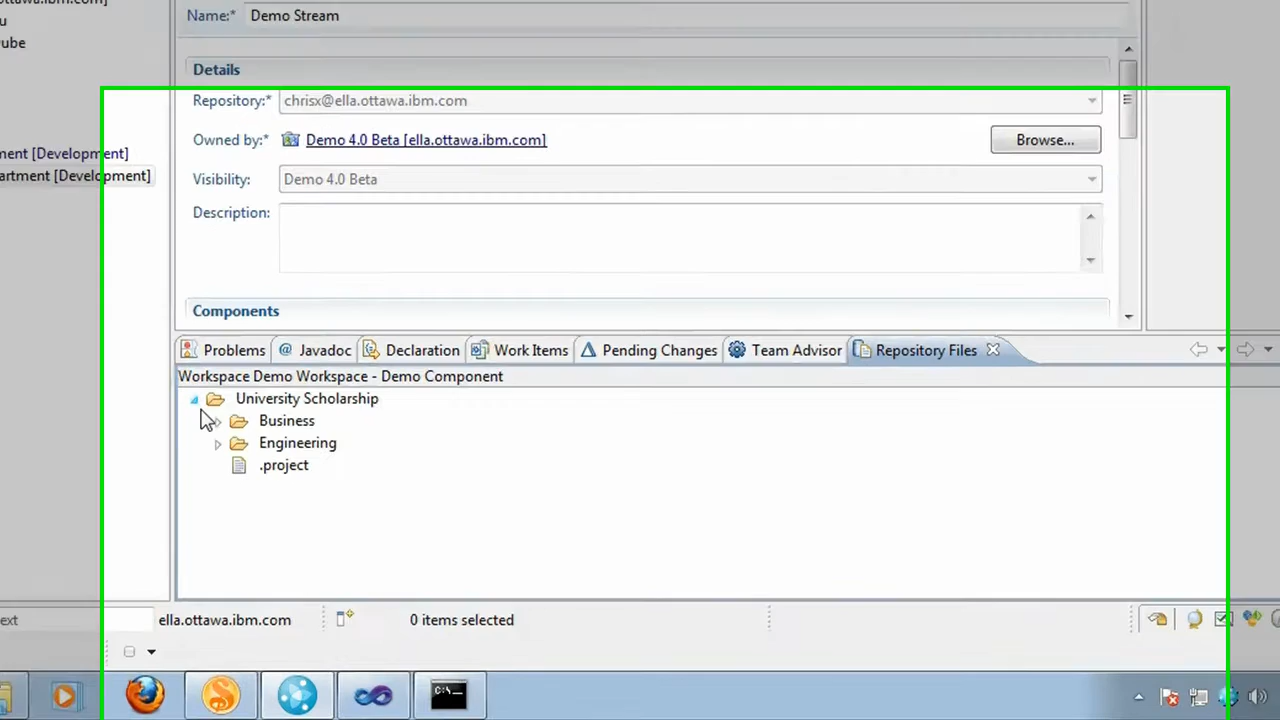 Name:* Demo Stream
ube
Details
Repository:* chrisx@ella.ottawa.ibm.com
Owned by:* Demo 4.0 Beta [ella.ottawa.ibm.com] Browse...
ment [Development]
artment [Development]
Visibility: Demo 4.0 Beta
Description:
Components
Problems @ Javadoc Declaration Work Items Pending Changes Team Advisor Repository Files
Workspace Demo Workspace - Demo Component
University Scholarship
Business
Engineering
.project
ext ella.ottawa.ibm.com 0 items selected
C:\_